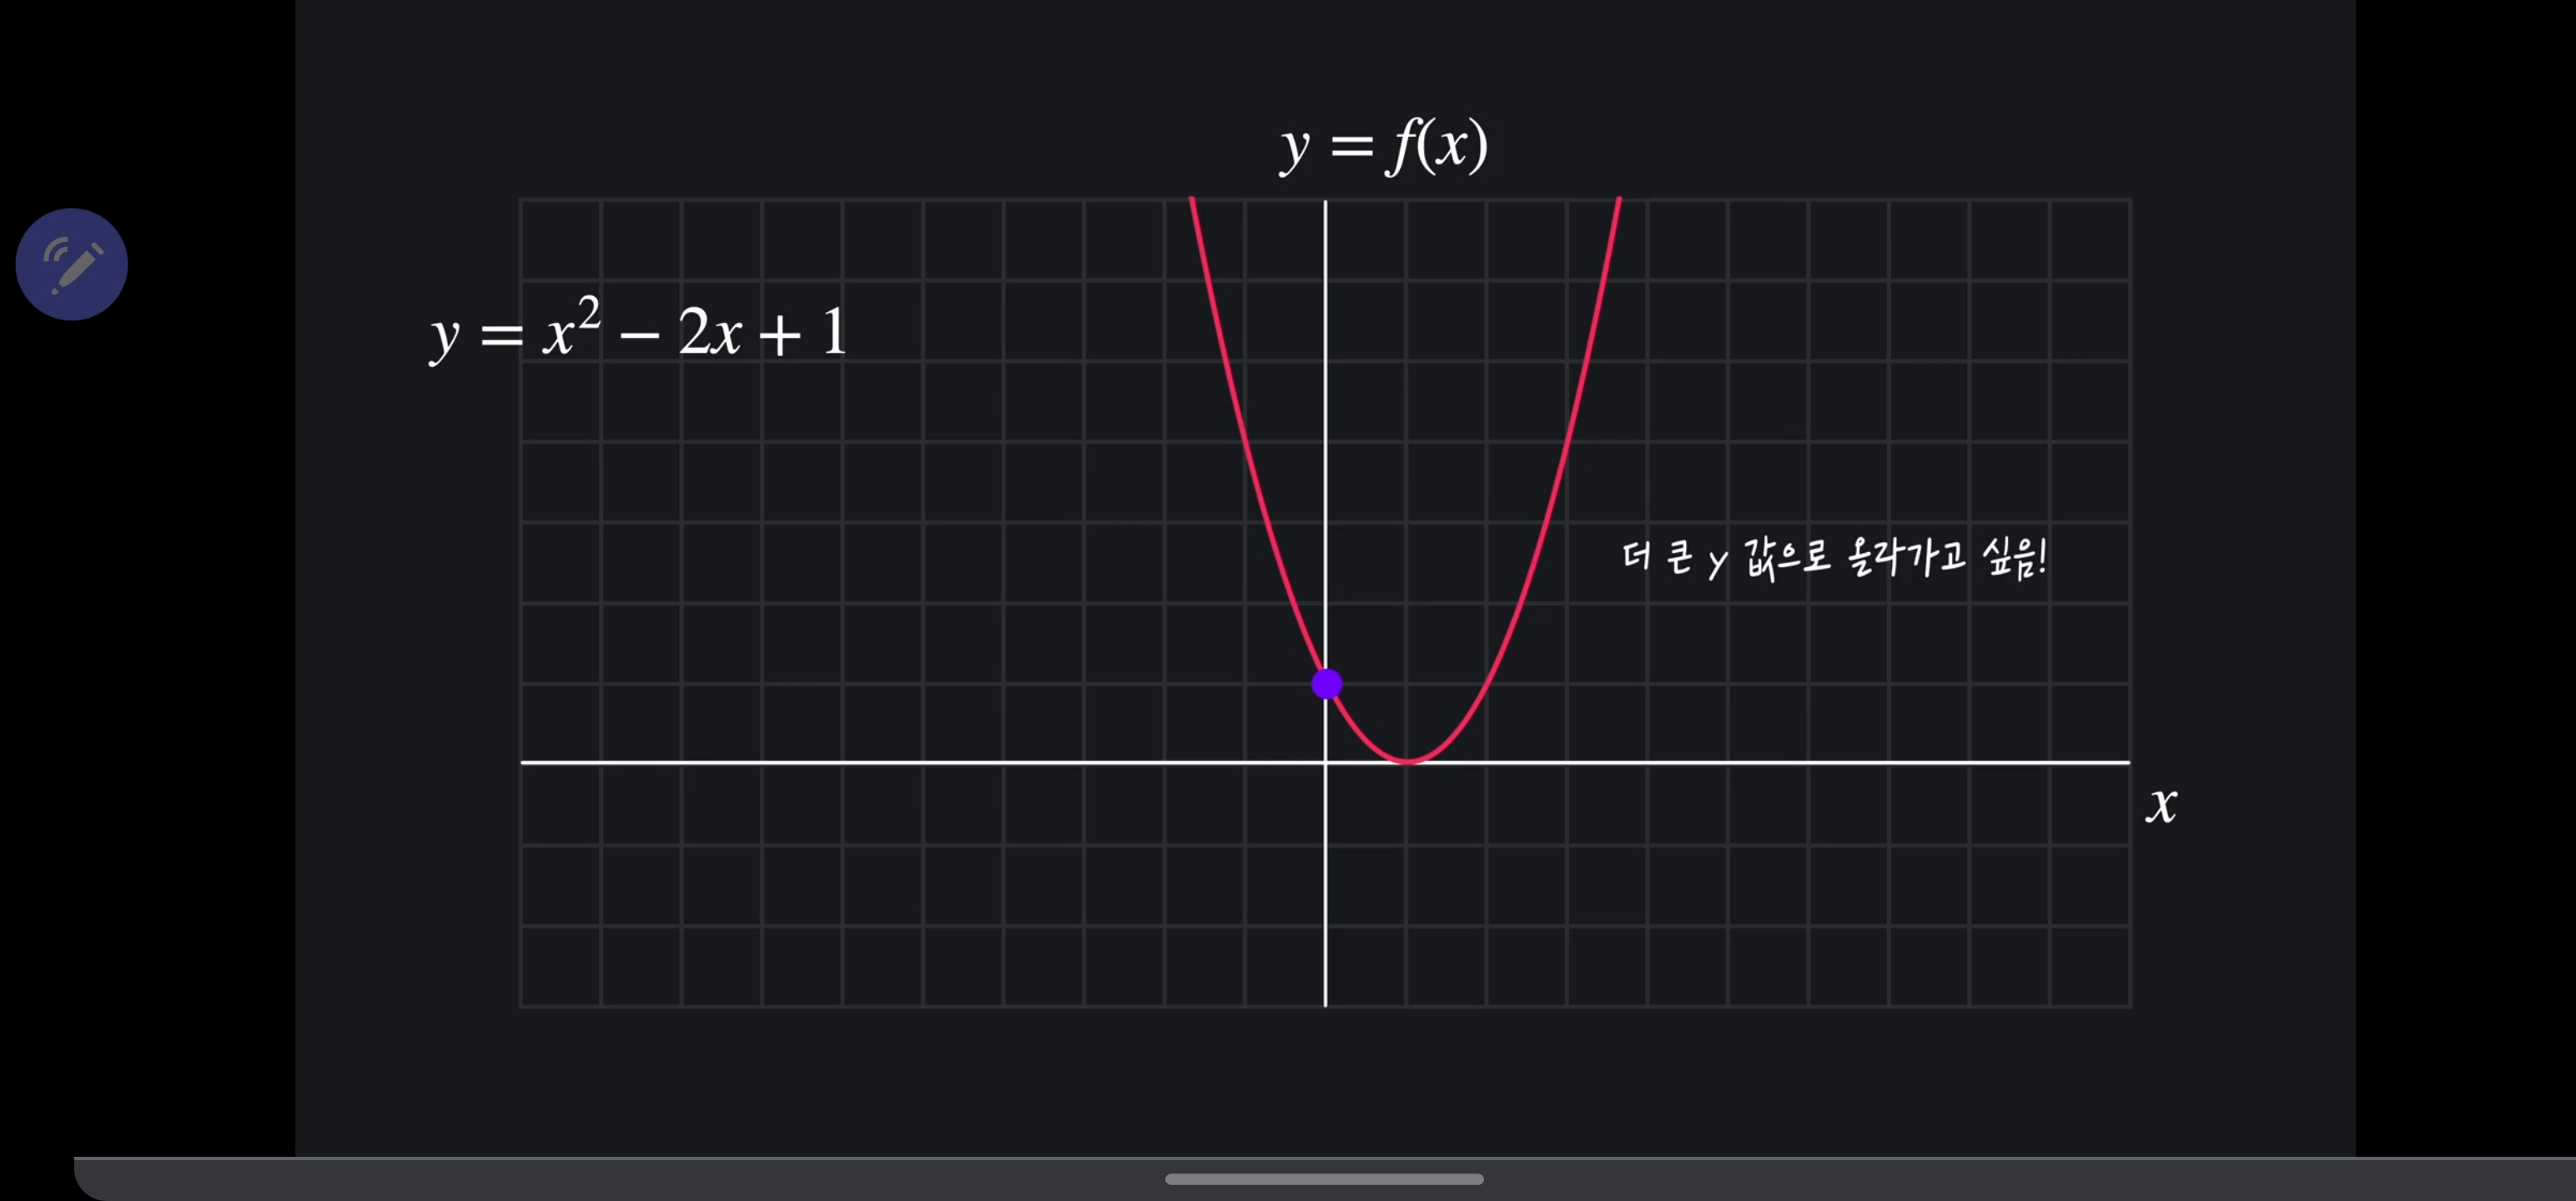 y = f(x)
y = x² − 2x + 1
더 큰 y 값으로 올라가고 싶음!
x